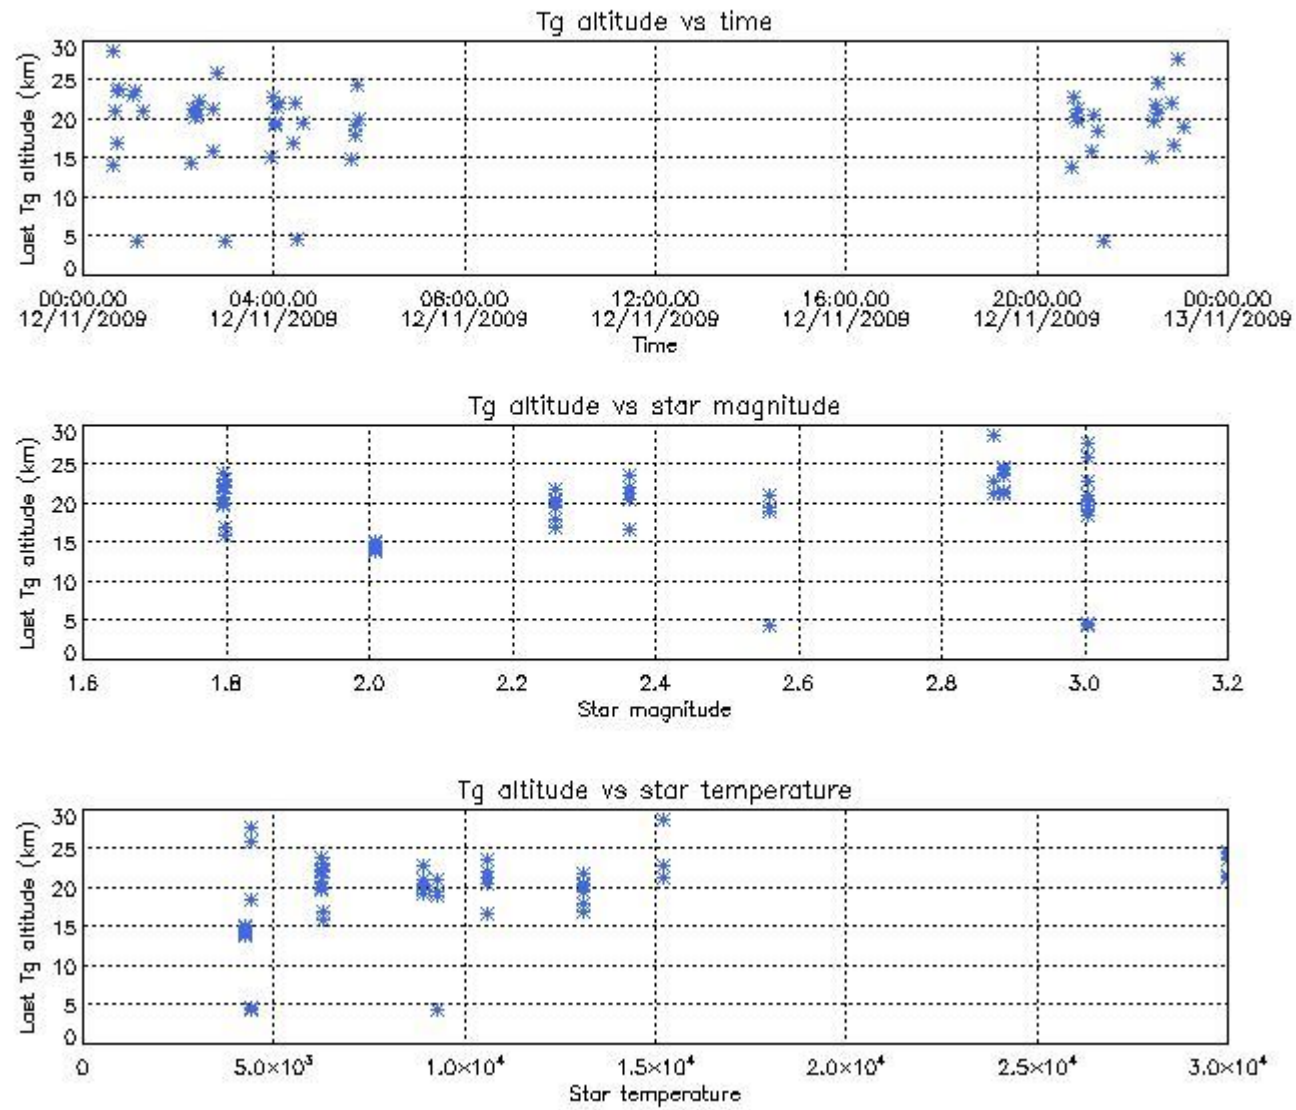 Tg altitude vs time
Last Tg altitude (km)
30
25
20
15
10
5
0
00:00.00 04:00.00 08:00.00 12:00.00 16:00.00 20:00.00 00:00.00
12/11/2009 12/11/2009 12/11/2009 12/11/2009 12/11/2009 12/11/2009 13/11/2009
Time
Tg altitude vs star magnitude
Last Tg altitude (km)
30
25
20
15
10
5
0
1.6 1.8 2.0 2.2 2.4 2.6 2.8 3.0 3.2
Star magnitude
Tg altitude vs star temperature
Last Tg altitude (km)
30
25
20
15
10
5
0
0 5.0×10³ 1.0×10⁴ 1.5×10⁴ 2.0×10⁴ 2.5×10⁴ 3.0×10⁴
Star temperature